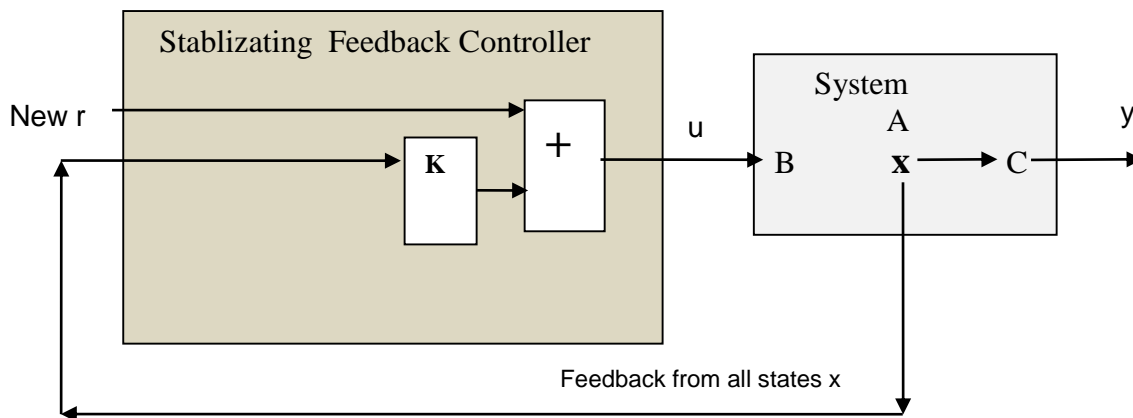 Stablizating Feedback Controller
System
New r
A
y
u
+
K
B
x
C
Feedback from all states x